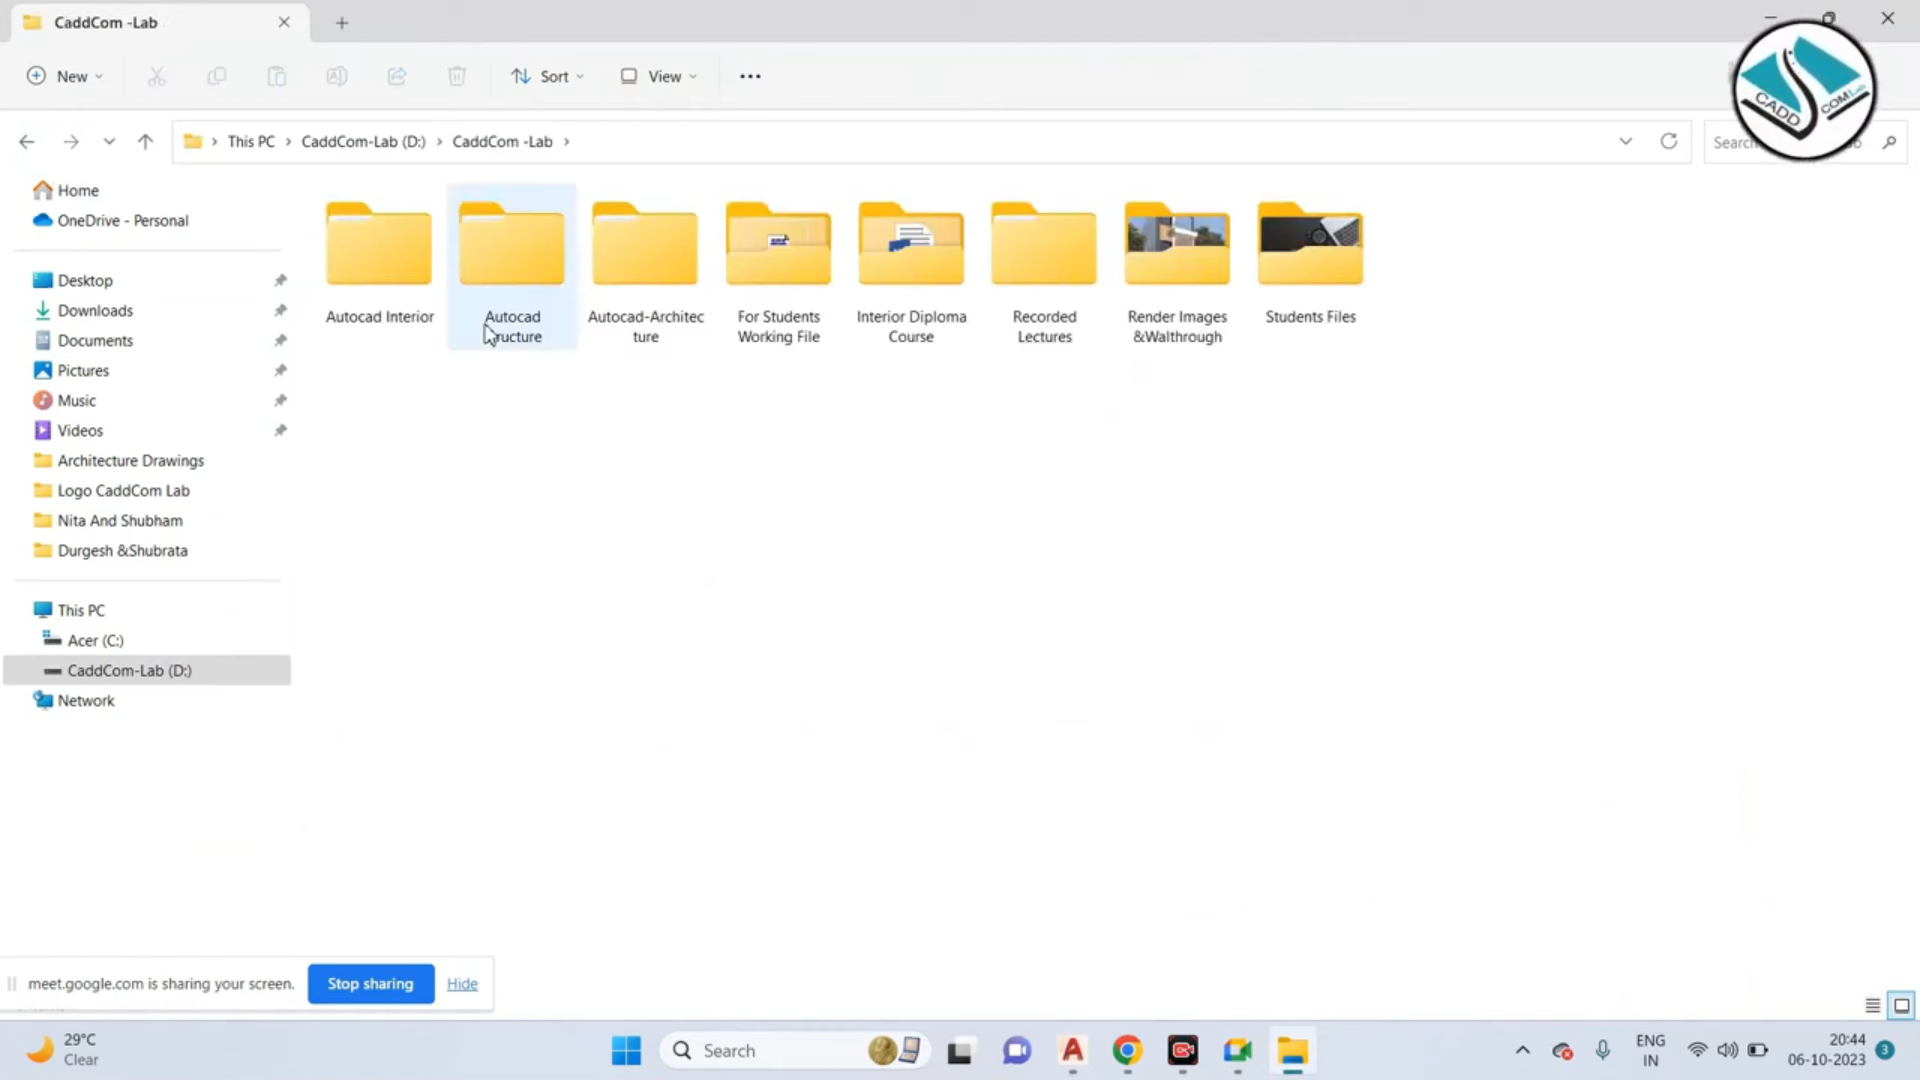 CaddCom -Lab
New
Sort
View
This PC
CaddCom-Lab (D:)
CaddCom -Lab
Search
CADD
COM Lab
Home
OneDrive - Personal
Desktop
Downloads
Documents
Pictures
Music
Videos
Architecture Drawings
Logo CaddCom Lab
Nita And Shubham
Durgesh &Shubrata
This PC
Acer (C:)
CaddCom-Lab (D:)
Network
Autocad Interior
Autocad
ructure
Autocad-Architec
ture
For Students
Working File
Interior Diploma
Course
Recorded
Lectures
Render Images
&Walthrough
Students Files
meet.google.com is sharing your screen.
Stop sharing
Hide
29°C
Clear
Search
ENG
IN
20:44
06-10-2023
3